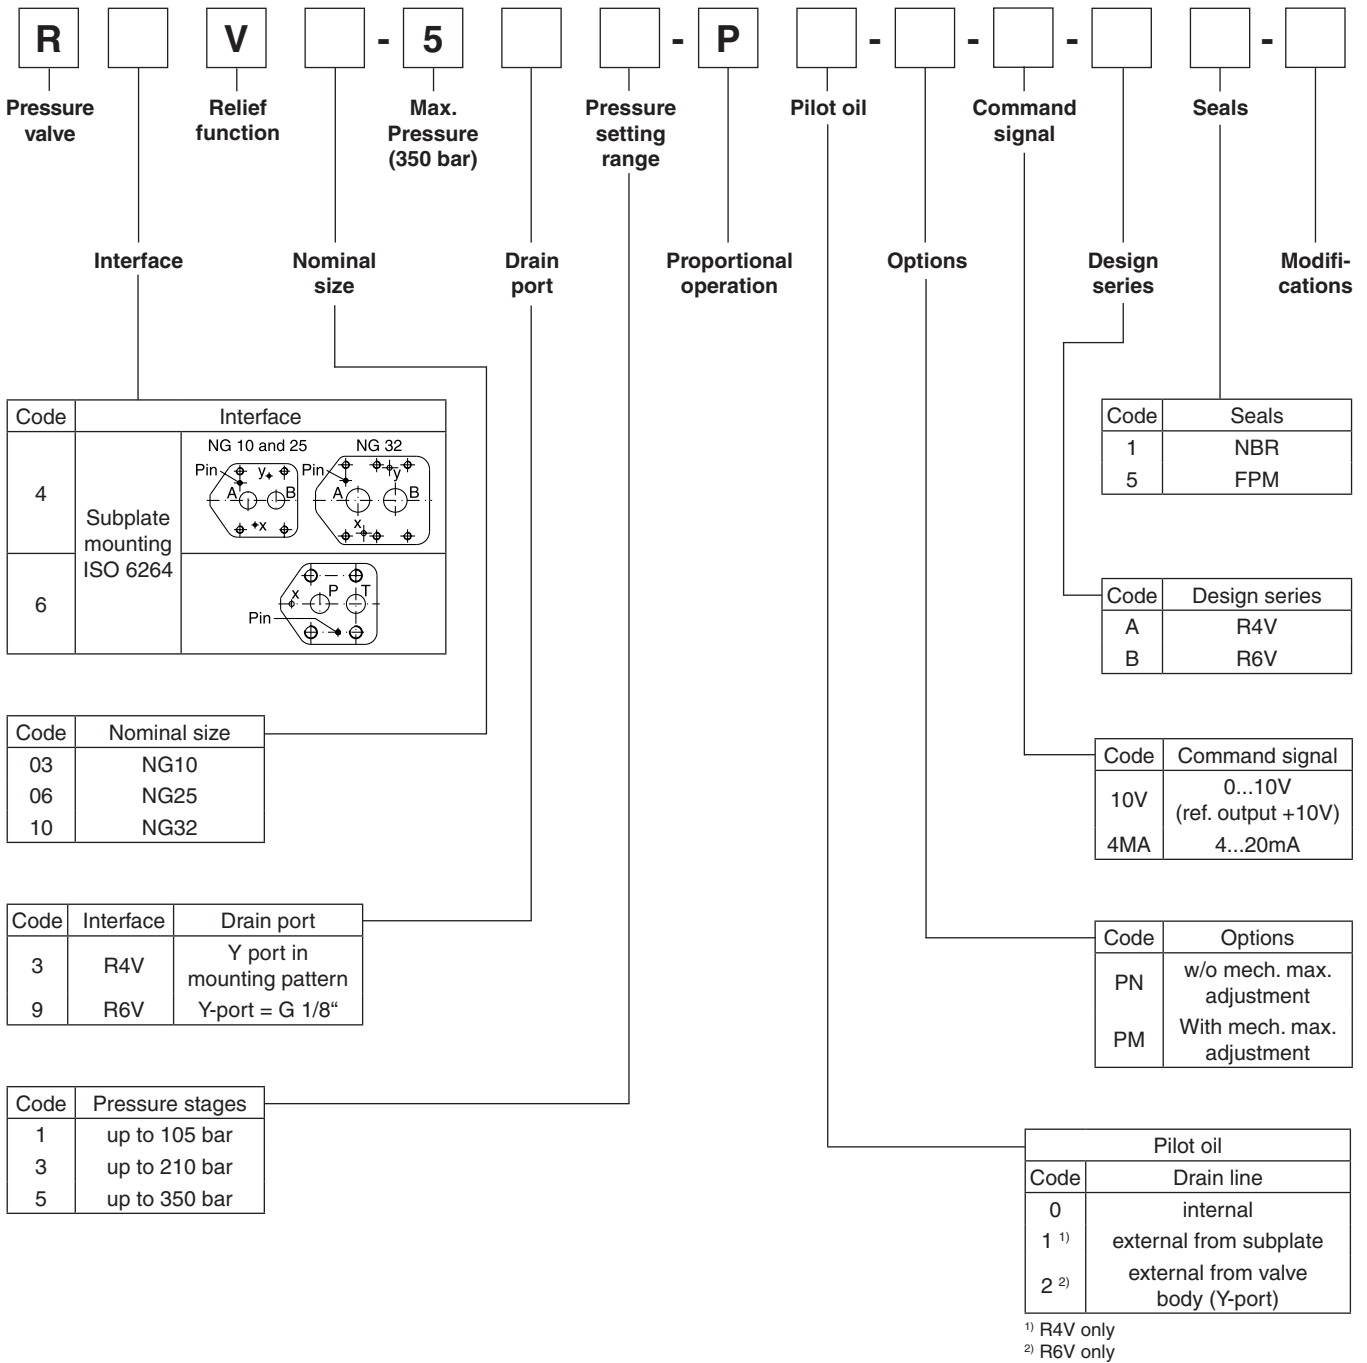 R V - 5 - P - - - -
Pressure valve
Relief function
Max. Pressure (350 bar)
Pressure setting range
Pilot oil
Command signal
Seals
Interface
Nominal size
Drain port
Proportional operation
Options
Design series
Modifi-cations
Code Interface
4
Subplate mounting ISO 6264
NG 10 and 25
Pin y A B x
NG 32
Pin y A B x
6
x P T
Pin
Code Nominal size
03 NG10
06 NG25
10 NG32
Code Interface Drain port
3 R4V Y port in mounting pattern
9 R6V Y-port = G 1/8“
Code Pressure stages
1 up to 105 bar
3 up to 210 bar
5 up to 350 bar
Code Seals
1 NBR
5 FPM
Code Design series
A R4V
B R6V
Code Command signal
10V 0...10V (ref. output +10V)
4MA 4...20mA
Code Options
PN w/o mech. max. adjustment
PM With mech. max. adjustment
Pilot oil
Code Drain line
0 internal
1 1) external from subplate
2 2) external from valve body (Y-port)
1) R4V only
2) R6V only